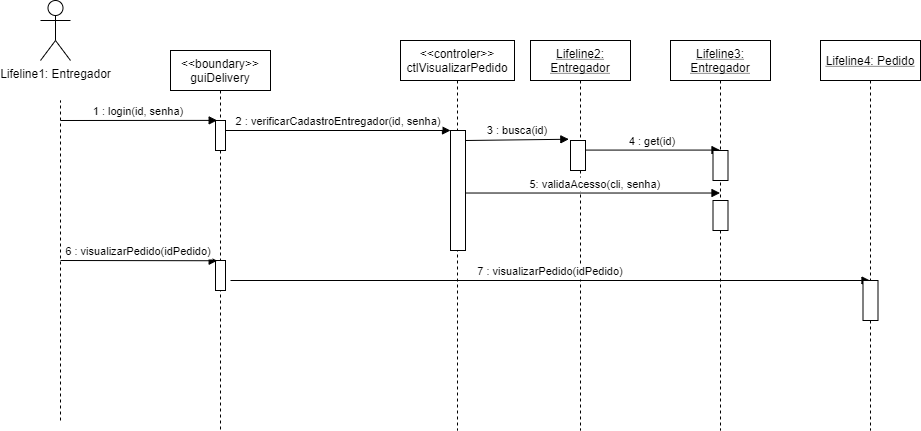 Lifeline1: Entregador
<<boundary>>
guiDelivery
<<controler>>
ctlVisualizarPedido
Lifeline2:
Entregador
Lifeline3:
Entregador
Lifeline4: Pedido
1 : login(id, senha)
2 : verificarCadastroEntregador(id, senha)
3 : busca(id)
4 : get(id)
5: validaAcesso(cli, senha)
6 : visualizarPedido(idPedido)
7 : visualizarPedido(idPedido)